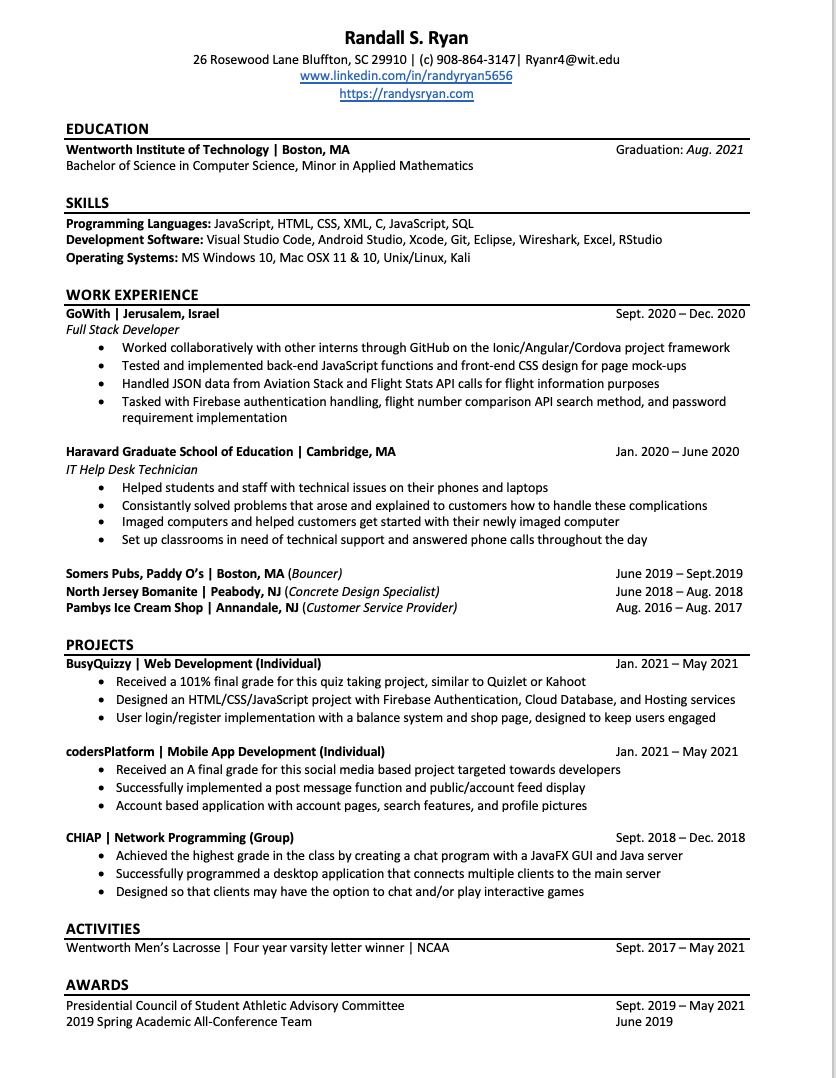 Randall S. Ryan
26 Rosewood Lane Bluffton, SC 29910 | (c) 908-864-3147| Ryanr4@wit.edu
www.linkedin.com/in/randyryan5656
https://randysryan.com
EDUCATION
Wentworth Institute of Technology | Boston, MA Graduation: Aug. 2021
Bachelor of Science in Computer Science, Minor in Applied Mathematics
SKILLS
Programming Languages: JavaScript, HTML, CSS, XML, C, JavaScript, SQL
Development Software: Visual Studio Code, Android Studio, Xcode, Git, Eclipse, Wireshark, Excel, RStudio
Operating Systems: MS Windows 10, Mac OSX 11 & 10, Unix/Linux, Kali
WORK EXPERIENCE
GoWith | Jerusalem, Israel Sept. 2020 – Dec. 2020
Full Stack Developer
• Worked collaboratively with other interns through GitHub on the Ionic/Angular/Cordova project framework
• Tested and implemented back-end JavaScript functions and front-end CSS design for page mock-ups
• Handled JSON data from Aviation Stack and Flight Stats API calls for flight information purposes
• Tasked with Firebase authentication handling, flight number comparison API search method, and password
requirement implementation
Haravard Graduate School of Education | Cambridge, MA Jan. 2020 – June 2020
IT Help Desk Technician
• Helped students and staff with technical issues on their phones and laptops
• Consistantly solved problems that arose and explained to customers how to handle these complications
• Imaged computers and helped customers get started with their newly imaged computer
• Set up classrooms in need of technical support and answered phone calls throughout the day
Somers Pubs, Paddy O’s | Boston, MA (Bouncer) June 2019 – Sept.2019
North Jersey Bomanite | Peabody, NJ (Concrete Design Specialist) June 2018 – Aug. 2018
Pambys Ice Cream Shop | Annandale, NJ (Customer Service Provider) Aug. 2016 – Aug. 2017
PROJECTS
BusyQuizzy | Web Development (Individual) Jan. 2021 – May 2021
• Received a 101% final grade for this quiz taking project, similar to Quizlet or Kahoot
• Designed an HTML/CSS/JavaScript project with Firebase Authentication, Cloud Database, and Hosting services
• User login/register implementation with a balance system and shop page, designed to keep users engaged
codersPlatform | Mobile App Development (Individual) Jan. 2021 – May 2021
• Received an A final grade for this social media based project targeted towards developers
• Successfully implemented a post message function and public/account feed display
• Account based application with account pages, search features, and profile pictures
CHIAP | Network Programming (Group) Sept. 2018 – Dec. 2018
• Achieved the highest grade in the class by creating a chat program with a JavaFX GUI and Java server
• Successfully programmed a desktop application that connects multiple clients to the main server
• Designed so that clients may have the option to chat and/or play interactive games
ACTIVITIES
Wentworth Men’s Lacrosse | Four year varsity letter winner | NCAA Sept. 2017 – May 2021
AWARDS
Presidential Council of Student Athletic Advisory Committee Sept. 2019 – May 2021
2019 Spring Academic All-Conference Team June 2019